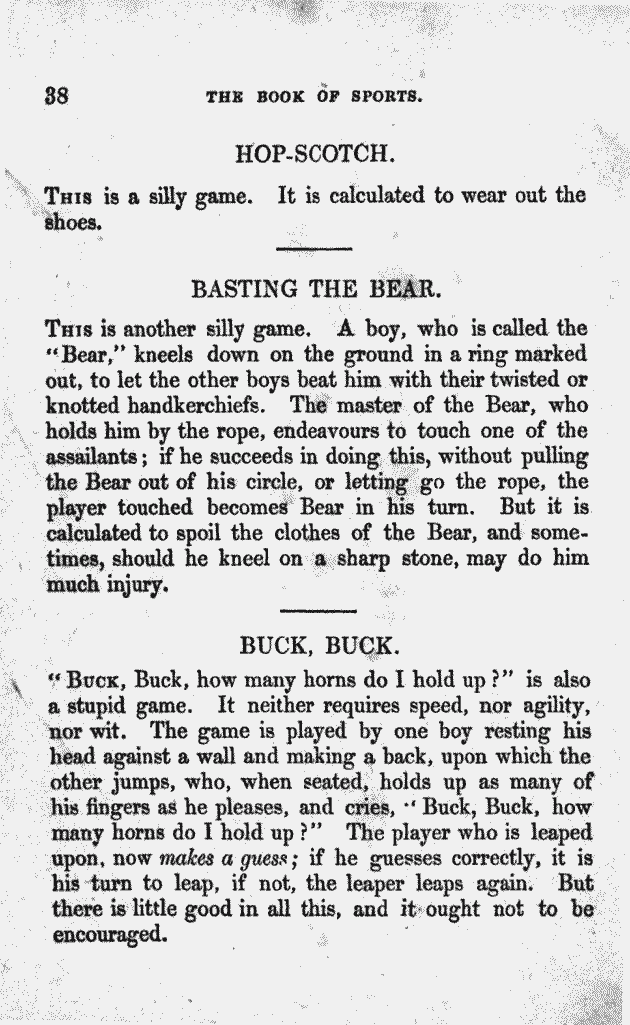 38 THE BOOK OF SPORTS.
HOP-SCOTCH.
THIS is a silly game. It is calculated to wear out the
shoes.
BASTING THE BEAR.
THIS is another silly game. A boy, who is called the
“Bear,” kneels down on the ground in a ring marked
out, to let the other boys beat him with their twisted or
knotted handkerchiefs. The master of the Bear, who
holds him by the rope, endeavours to touch one of the
assailants; if he succeeds in doing this, without pulling
the Bear out of his circle, or letting go the rope, the
player touched becomes Bear in his turn. But it is
calculated to spoil the clothes of the Bear, and some-
times, should he kneel on a sharp stone, may do him
much injury.
BUCK, BUCK.
“BUCK, Buck, how many horns do I hold up?” is also
a stupid game. It neither requires speed, nor agility,
nor wit. The game is played by one boy resting his
head against a wall and making a back, upon which the
other jumps, who, when seated, holds up as many of
his fingers as he pleases, and cries, “Buck, Buck, how
many horns do I hold up?” The player who is leaped
upon, now makes a guess; if he guesses correctly, it is
his turn to leap, if not, the leaper leaps again. But
there is little good in all this, and it ought not to be
encouraged.